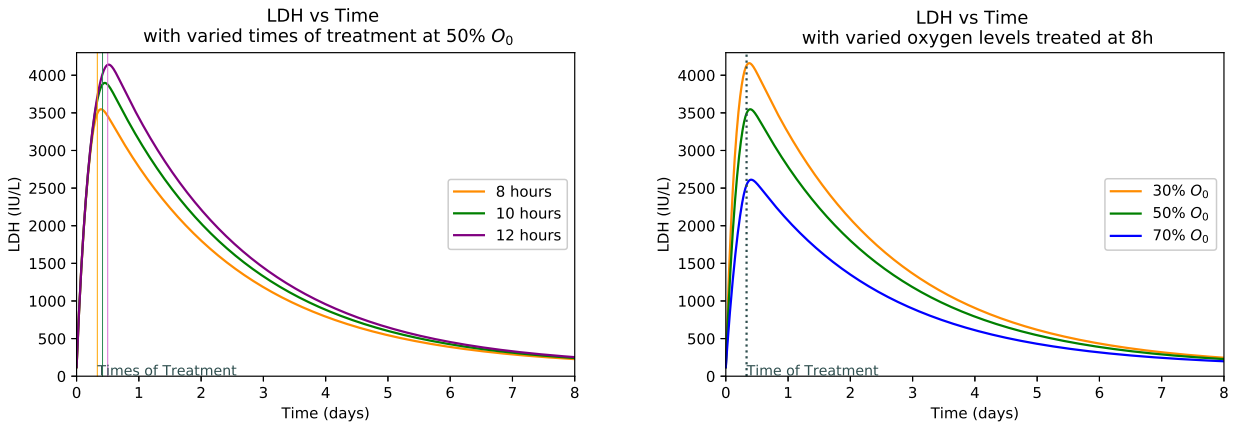 LDH vs Time
with varied times of treatment at 50% O₀
LDH (IU/L)
4000
3500
3000
2500
2000
1500
1000
500
0
8 hours
10 hours
12 hours
Times of Treatment
0 1 2 3 4 5 6 7 8
Time (days)
LDH vs Time
with varied oxygen levels treated at 8h
LDH (IU/L)
4000
3500
3000
2500
2000
1500
1000
500
0
30% O₀
50% O₀
70% O₀
Time of Treatment
0 1 2 3 4 5 6 7 8
Time (days)